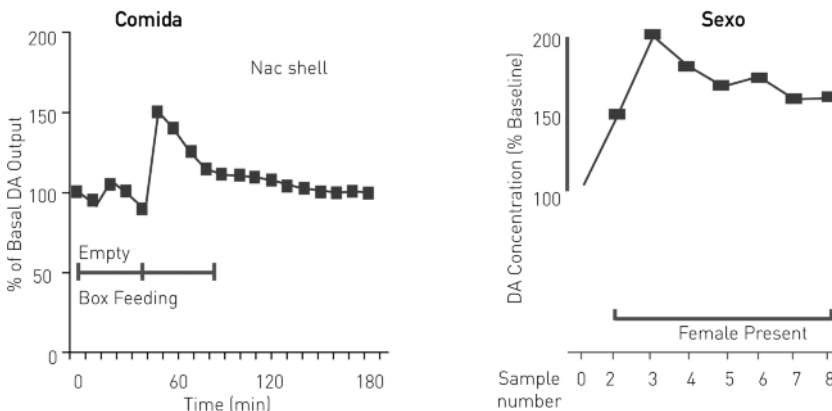 Comida
200
150
100
50
0
% of Basal DA Output
Nac shell
Empty
Box Feeding
0 60 120 180
Time (min)
Sexo
200
150
100
DA Concentration (% Baseline)
Female Present
Sample number
0 2 3 4 5 6 7 8